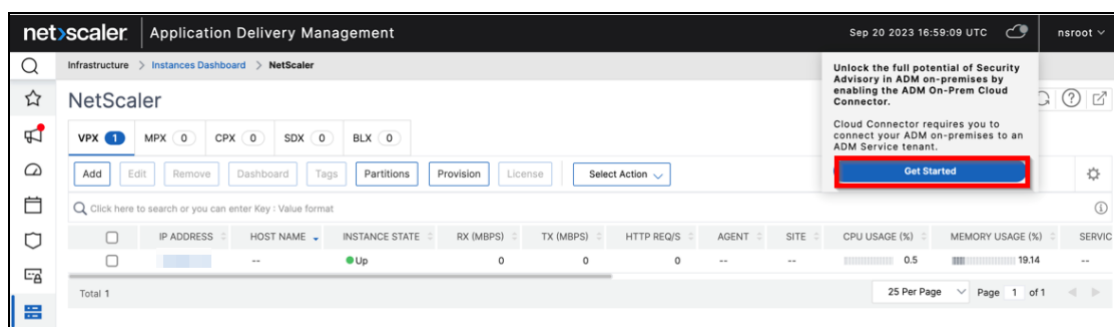 net>scaler. Application Delivery Management Sep 20 2023 16:59:09 UTC nsroot
Infrastructure > Instances Dashboard > NetScaler
Unlock the full potential of Security
Advisory in ADM on-premises by
enabling the ADM On-Prem Cloud
Connector.
Cloud Connector requires you to
connect your ADM on-premises to an
ADM Service tenant.
Get Started
NetScaler
VPX 1 MPX 0 CPX 0 SDX 0 BLX 0
Add Edit Remove Dashboard Tags Partitions Provision License Select Action
Click here to search or you can enter Key : Value format
IP ADDRESS HOST NAME INSTANCE STATE RX (MBPS) TX (MBPS) HTTP REQ/S AGENT SITE CPU USAGE (%) MEMORY USAGE (%) SERVIC
-- Up 0 0 0 -- -- 0.5 19.14 --
Total 1 25 Per Page Page 1 of 1